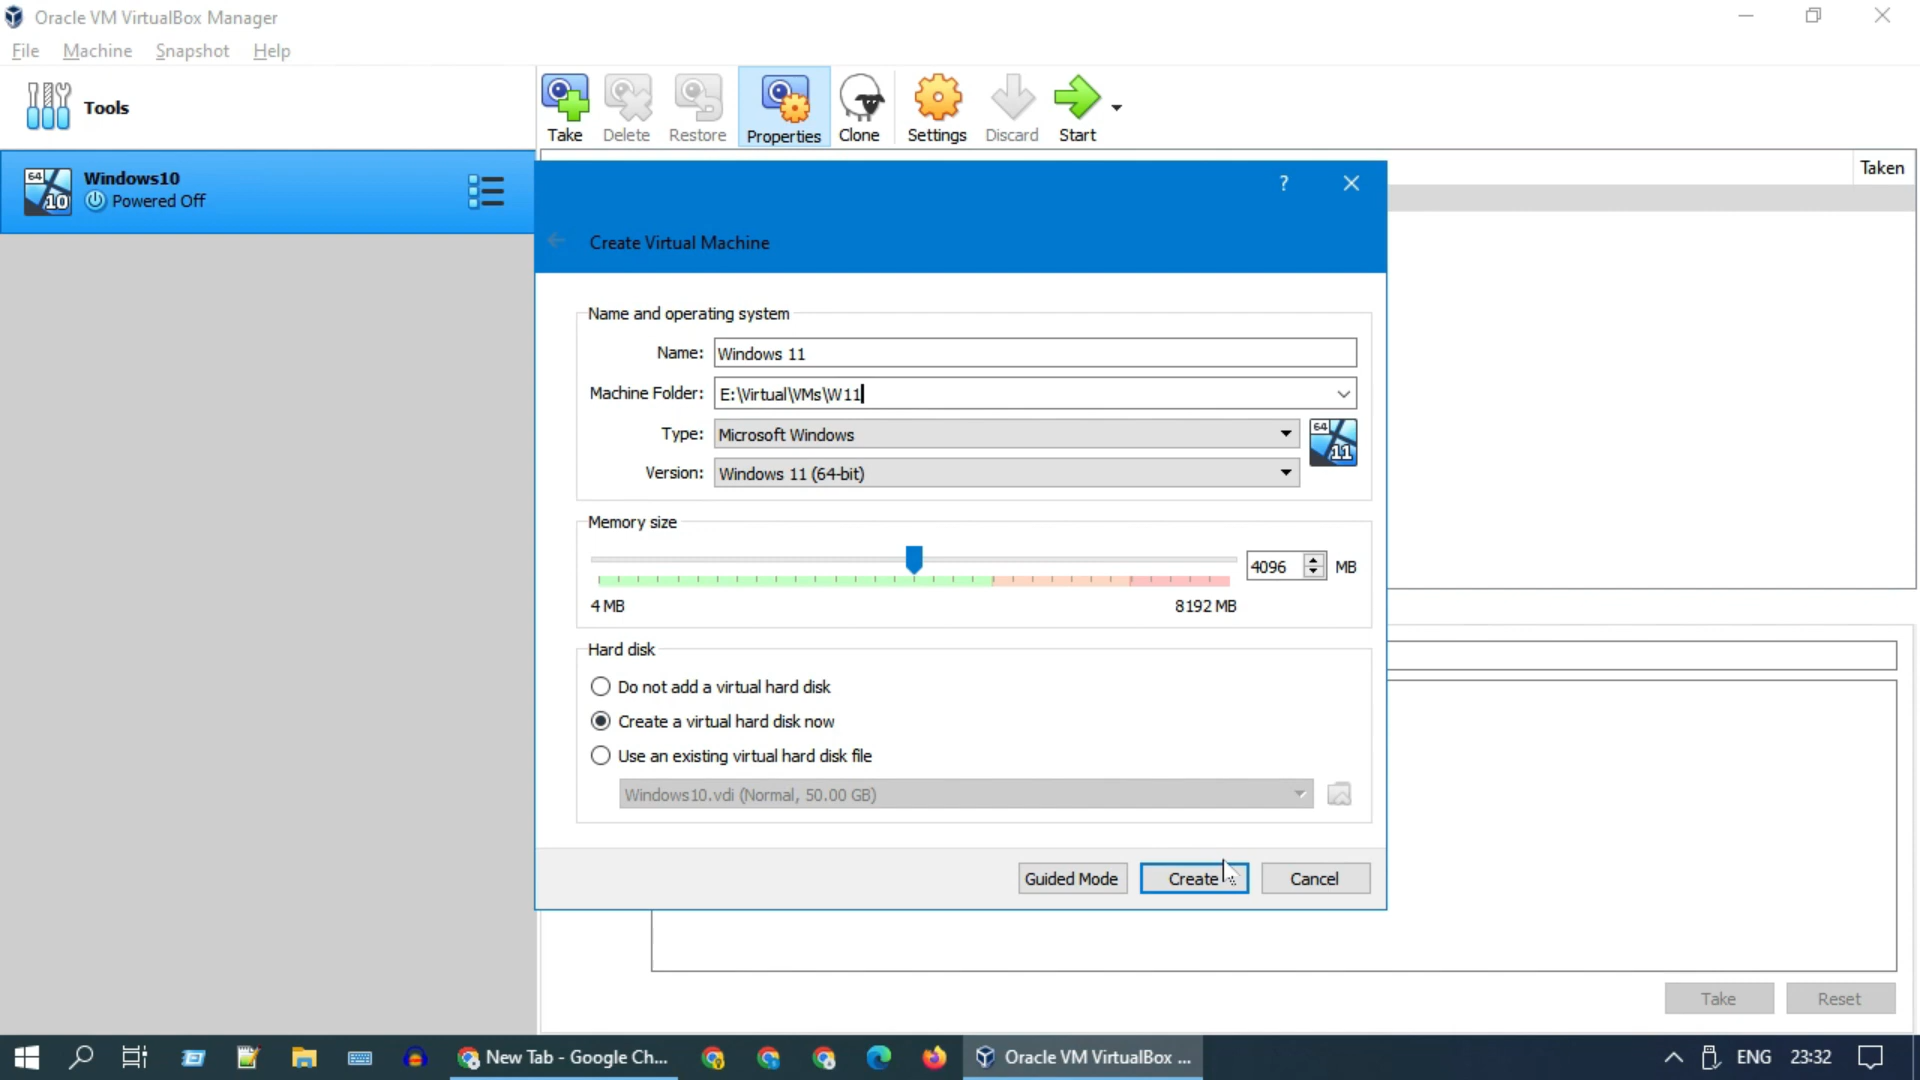 Oracle VM VirtualBox Manager
File Machine Snapshot Help
Tools
Take Delete Restore Properties Clone Settings Discard Start
64
10
Windows10
Powered Off
Taken
?
Create Virtual Machine
Name and operating system
Name: Windows 11
Machine Folder: E:\Virtual\VMs\W11
Type: Microsoft Windows
64
11
Version: Windows 11 (64-bit)
Memory size
4096 MB
4 MB 8192 MB
Hard disk
Do not add a virtual hard disk
Create a virtual hard disk now
Use an existing virtual hard disk file
Windows10.vdi (Normal, 50.00 GB)
Guided Mode Create Cancel
Take Reset
New Tab - Google Ch... Oracle VM VirtualBox ... ENG 23:32